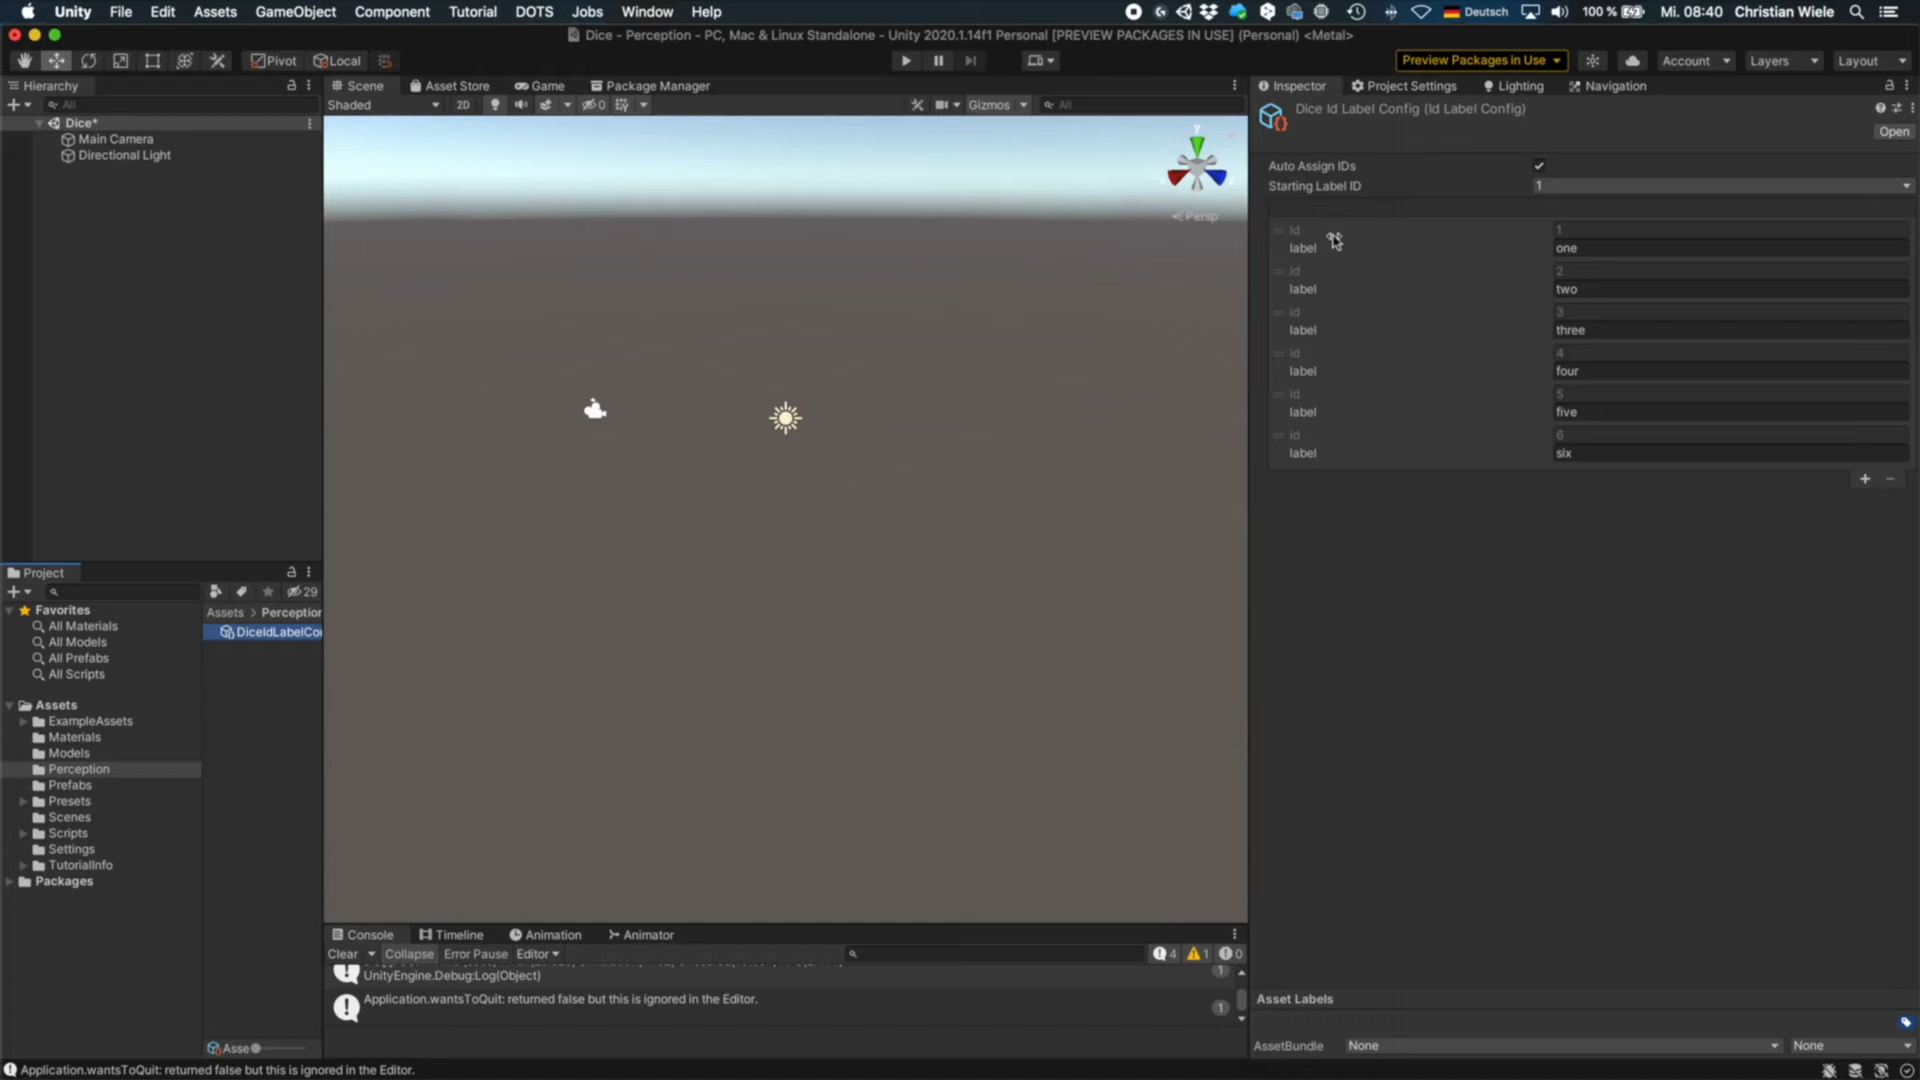 Unity File Edit Assets GameObject Component Tutorial DOTS Jobs Window Help Deutsch 100 % Mi. 08:40 Christian Wiele
Dice - Perception - PC, Mac & Linux Standalone - Unity 2020.1.14f1 Personal [PREVIEW PACKAGES IN USE] (Personal) <Metal>
Pivot Local Preview Packages in Use Account Layers Layout
Hierarchy
All
Dice*
Main Camera
Directional Light
Scene Asset Store Game Package Manager
Shaded 2D 0 Gizmos All
y
Persp
Inspector Project Settings Lighting Navigation
Dice Id Label Config (Id Label Config)
Open
Auto Assign IDs
Starting Label ID 1
id 1
label one
id 2
label two
id 3
label three
id 4
label four
id 5
label five
id 6
label six
Project
29
Favorites
All Materials
All Models
All Prefabs
All Scripts
Assets
ExampleAssets
Materials
Models
Perception
Prefabs
Presets
Scenes
Scripts
Settings
TutorialInfo
Packages
Assets > Perception
DiceIdLabelCo
Asse
Console Timeline Animation Animator
Clear Collapse Error Pause Editor 4 1 0
UnityEngine.Debug:Log(Object) 1
Application.wantsToQuit: returned false but this is ignored in the Editor. 1
Asset Labels
AssetBundle None None
Application.wantsToQuit: returned false but this is ignored in the Editor.